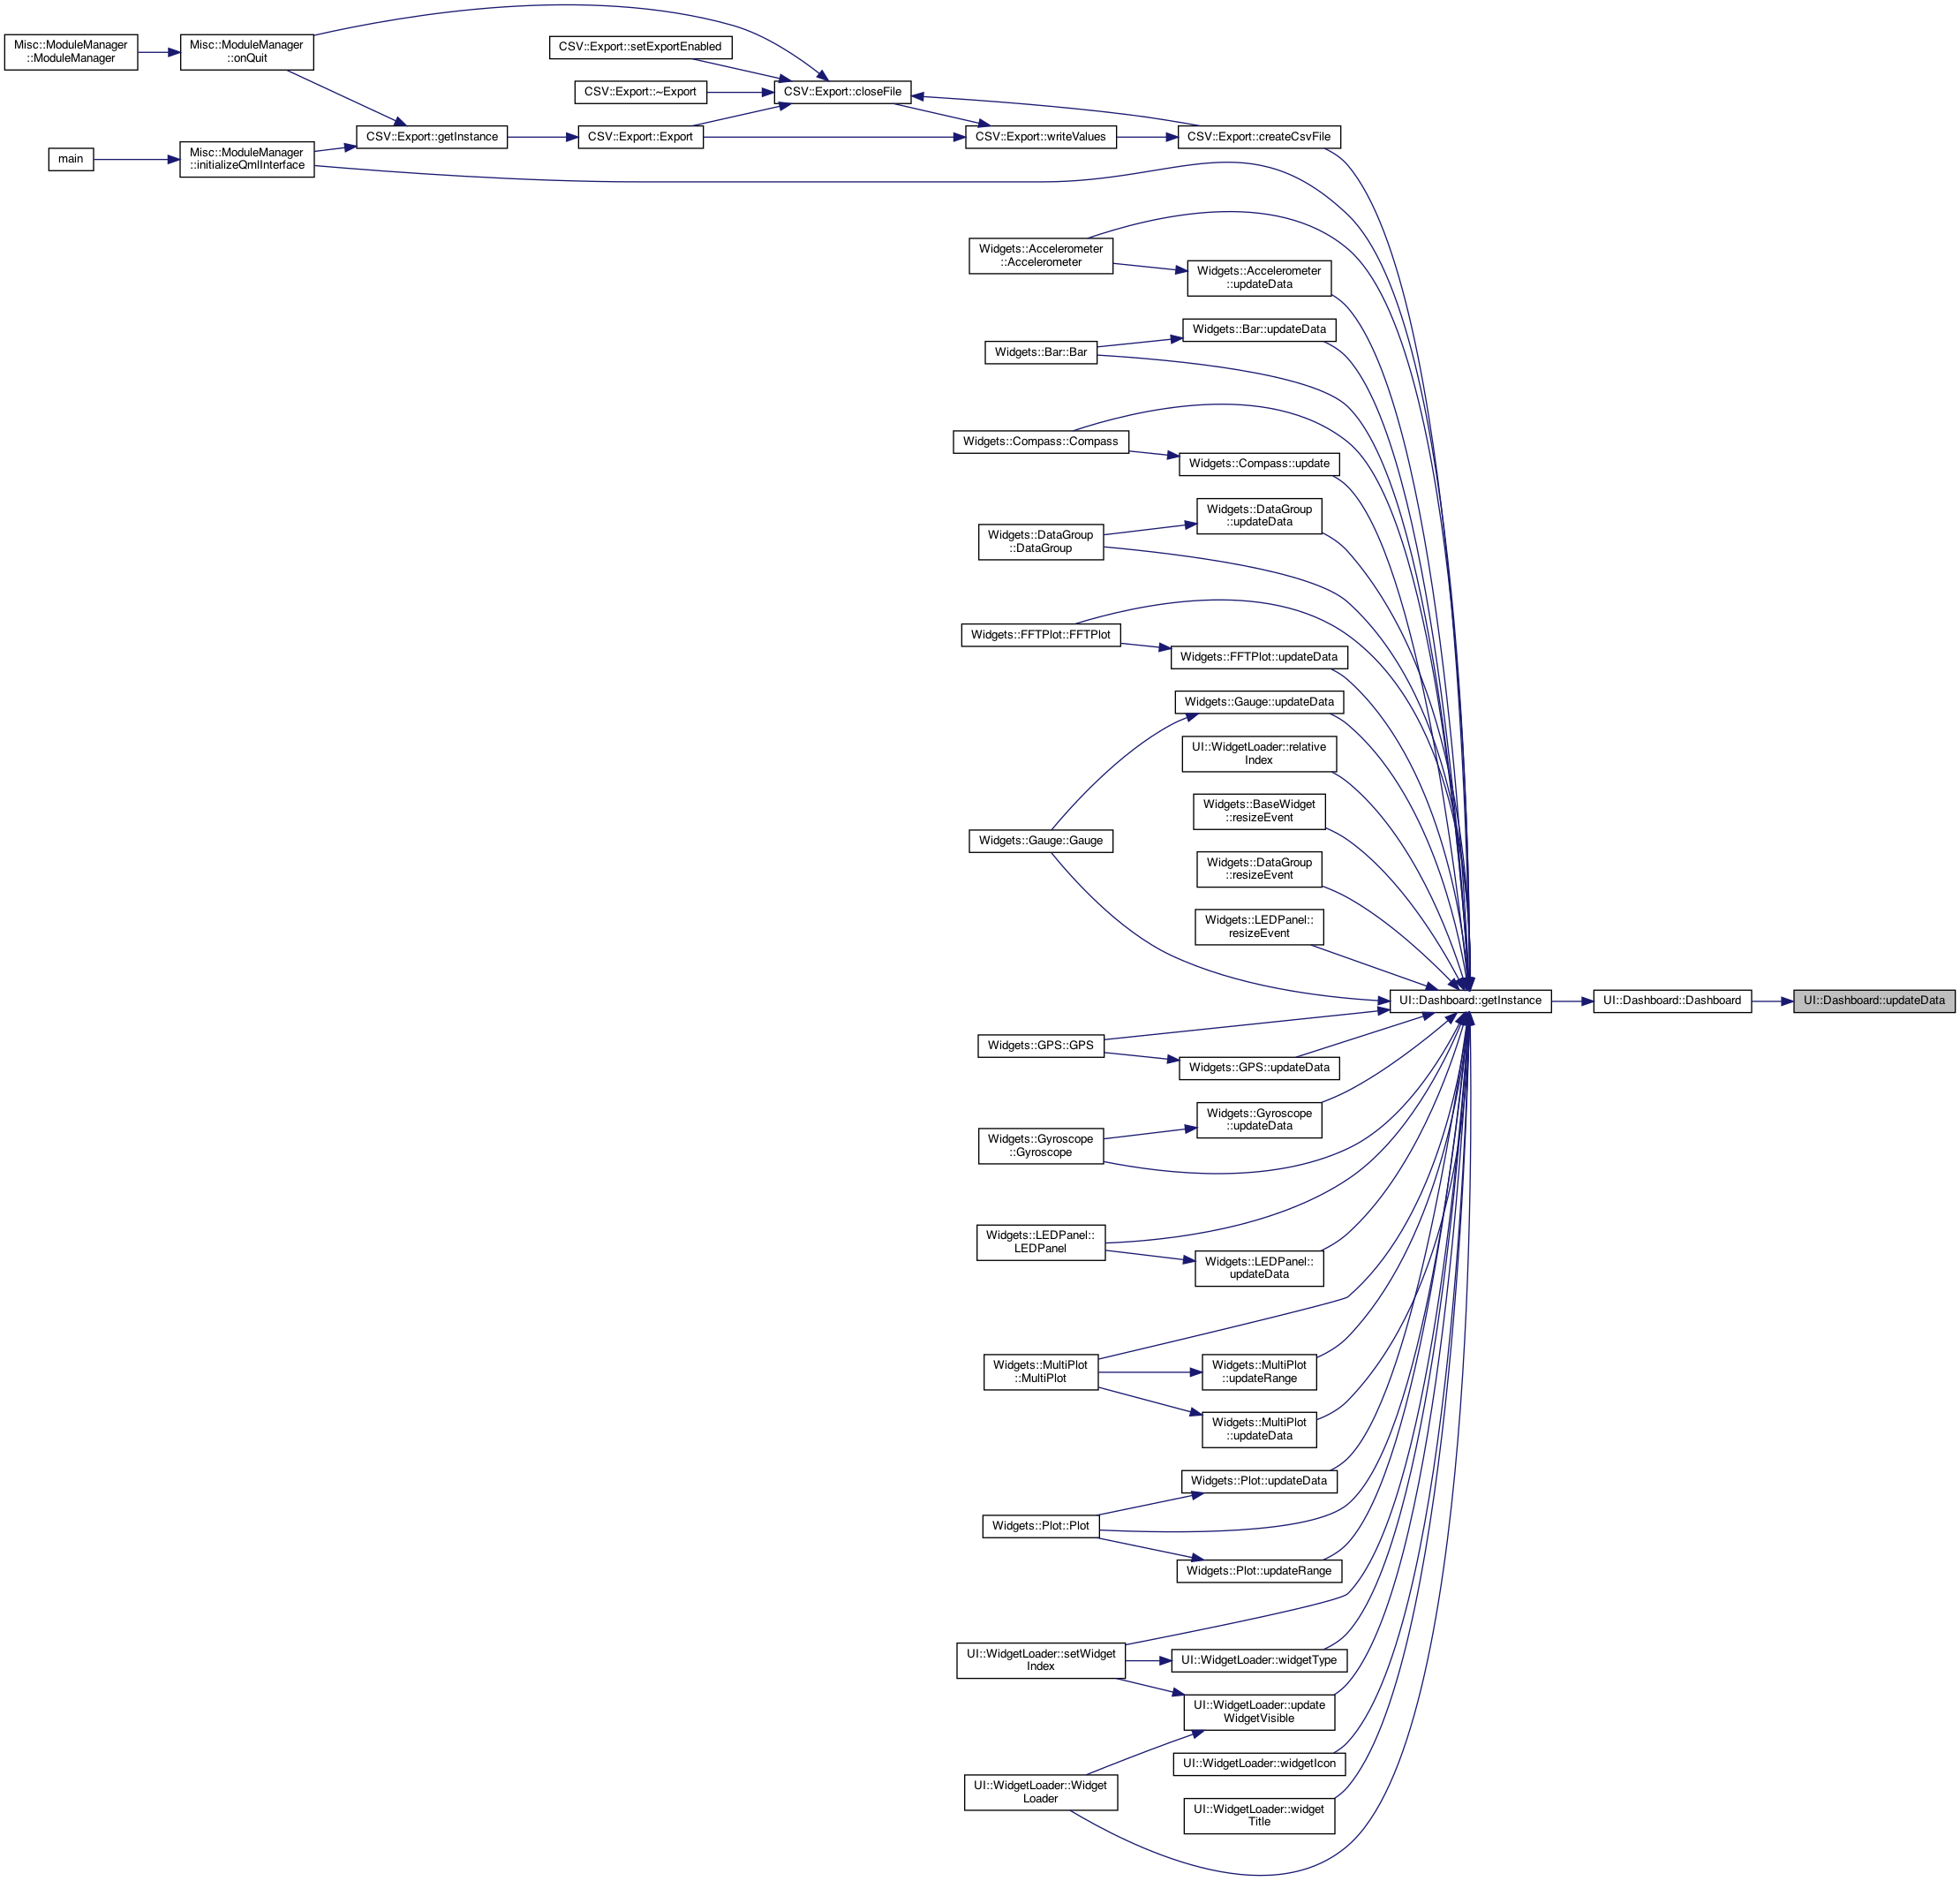 Misc::ModuleManager
::ModuleManager
Misc::ModuleManager
::onQuit
CSV::Export::setExportEnabled
CSV::Export::~Export
CSV::Export::closeFile
CSV::Export::getInstance
CSV::Export::Export
CSV::Export::writeValues
CSV::Export::createCsvFile
main
Misc::ModuleManager
::initializeQmlInterface
Widgets::Accelerometer
::Accelerometer
Widgets::Accelerometer
::updateData
Widgets::Bar::updateData
Widgets::Bar::Bar
Widgets::Compass::Compass
Widgets::Compass::update
Widgets::DataGroup
::updateData
Widgets::DataGroup
::DataGroup
Widgets::FFTPlot::FFTPlot
Widgets::FFTPlot::updateData
Widgets::Gauge::updateData
UI::WidgetLoader::relative
Index
Widgets::BaseWidget
::resizeEvent
Widgets::Gauge::Gauge
Widgets::DataGroup
::resizeEvent
Widgets::LEDPanel::
resizeEvent
UI::Dashboard::getInstance
UI::Dashboard::Dashboard
UI::Dashboard::updateData
Widgets::GPS::GPS
Widgets::GPS::updateData
Widgets::Gyroscope
::updateData
Widgets::Gyroscope
::Gyroscope
Widgets::LEDPanel::
LEDPanel
Widgets::LEDPanel::
updateData
Widgets::MultiPlot
::MultiPlot
Widgets::MultiPlot
::updateRange
Widgets::MultiPlot
::updateData
Widgets::Plot::updateData
Widgets::Plot::Plot
Widgets::Plot::updateRange
UI::WidgetLoader::setWidget
Index
UI::WidgetLoader::widgetType
UI::WidgetLoader::update
WidgetVisible
UI::WidgetLoader::widgetIcon
UI::WidgetLoader::Widget
Loader
UI::WidgetLoader::widget
Title